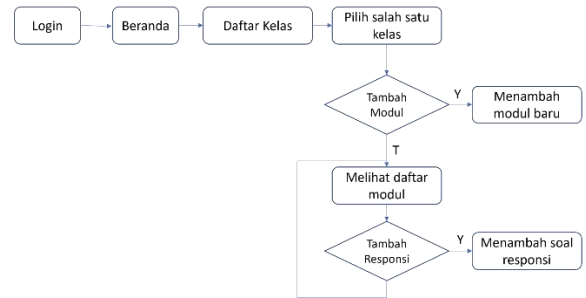 Login
Beranda
Daftar Kelas
Pilih salah satu
kelas
Tambah
Modul
Y
Menambah
modul baru
T
Melihat daftar
modul
Tambah
Responsi
Y
Menambah soal
responsi